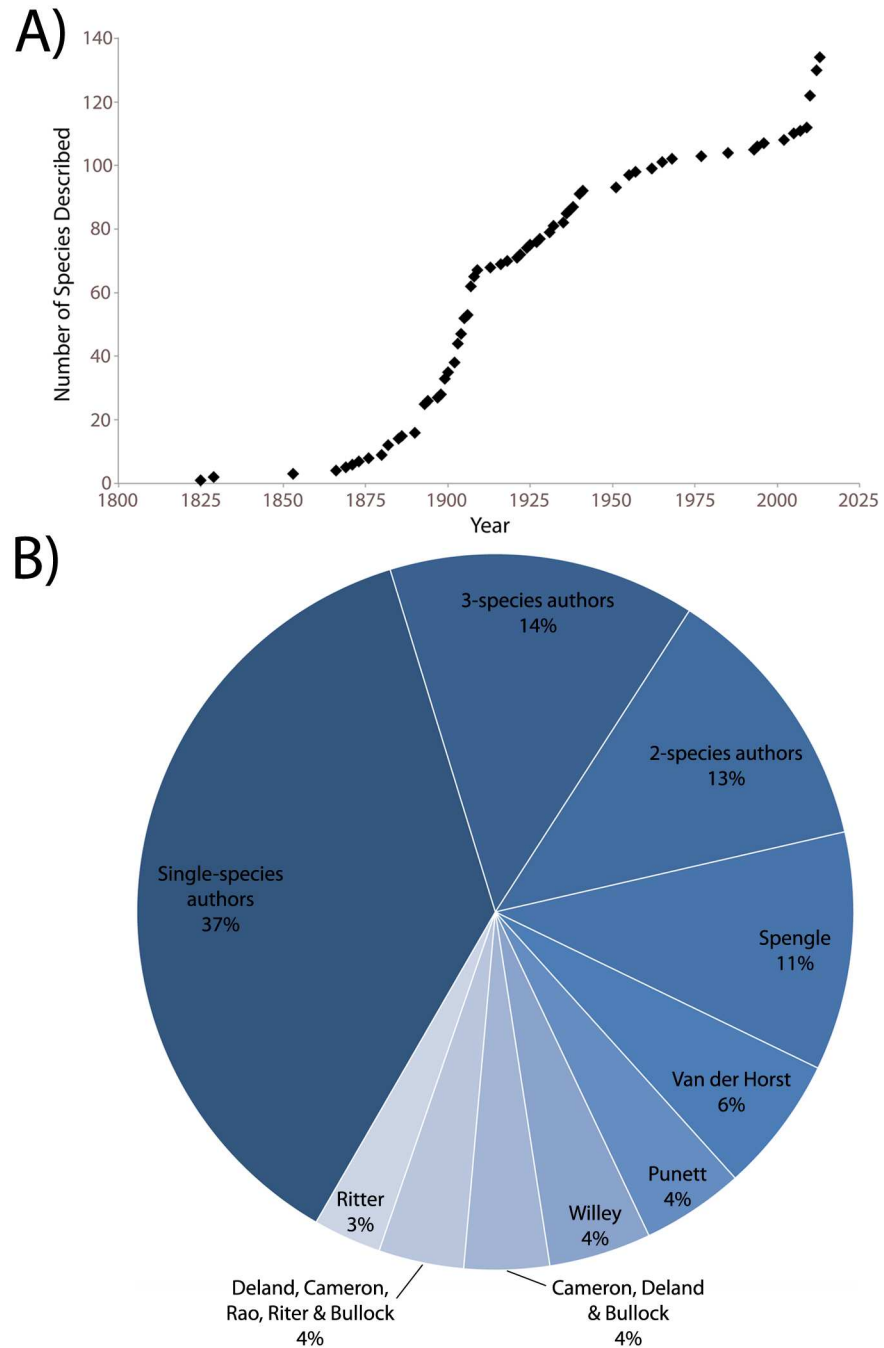 A)
140
120
100
80
60
40
20
0
Number of Species Described
1800 1825 1850 1875 1900 1925 1950 1975 2000 2025
Year
B)
3-species authors
14%
2-species authors
13%
Spengle
11%
Van der Horst
6%
Punett
4%
Willey
4%
Cameron, Deland
& Bullock
4%
Deland, Cameron,
Rao, Riter & Bullock
4%
Ritter
3%
Single-species
authors
37%